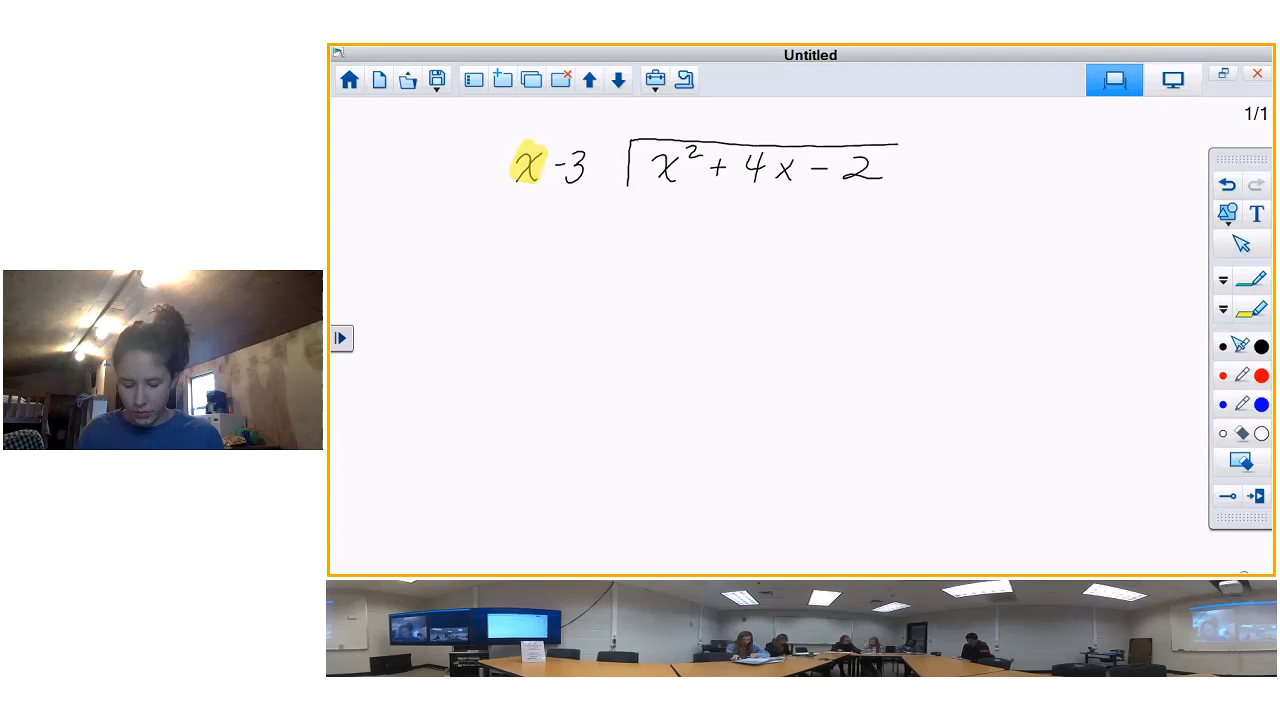 Untitled
1/1
x -3 x² + 4x - 2
T